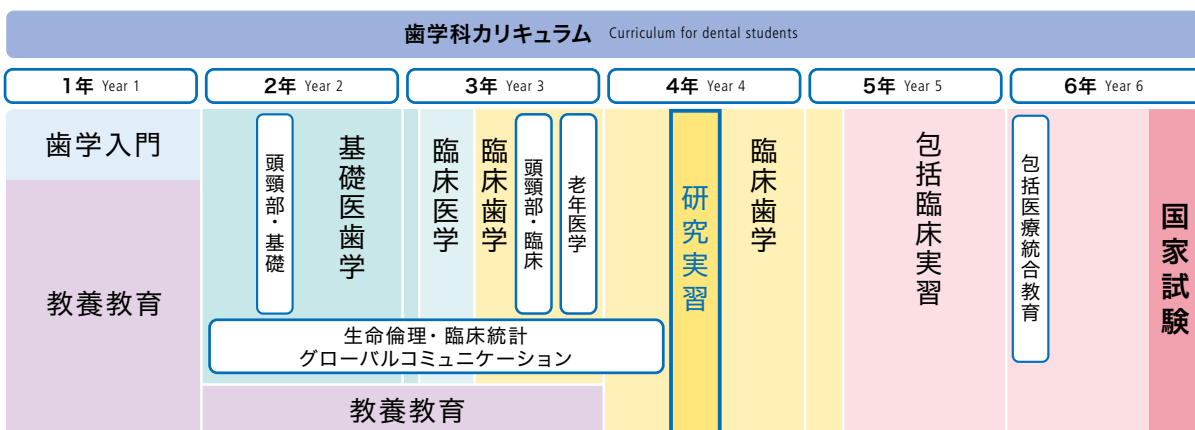 歯学科カリキュラム Curriculum for dental students
1年 Year 1
2年 Year 2
3年 Year 3
4年 Year 4
5年 Year 5
6年 Year 6
歯学入門
教養教育
頭頸部・基礎
基礎医歯学
臨床医学
臨床歯学
頭頸部・臨床
老年医学
生命倫理・臨床統計
グローバルコミュニケーション
教養教育
研究実習
臨床歯学
包括臨床実習
包括医療統合教育
国家試験